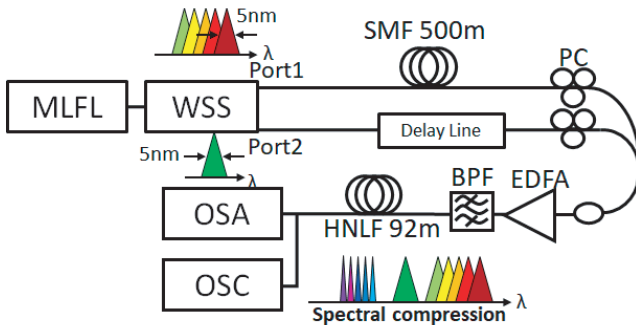 5nm
λ
SMF 500m
PC
Port1
MLFL
WSS
Delay Line
5nm
Port2
λ
BPF
EDFA
OSA
HNLF 92m
OSC
λ
Spectral compression